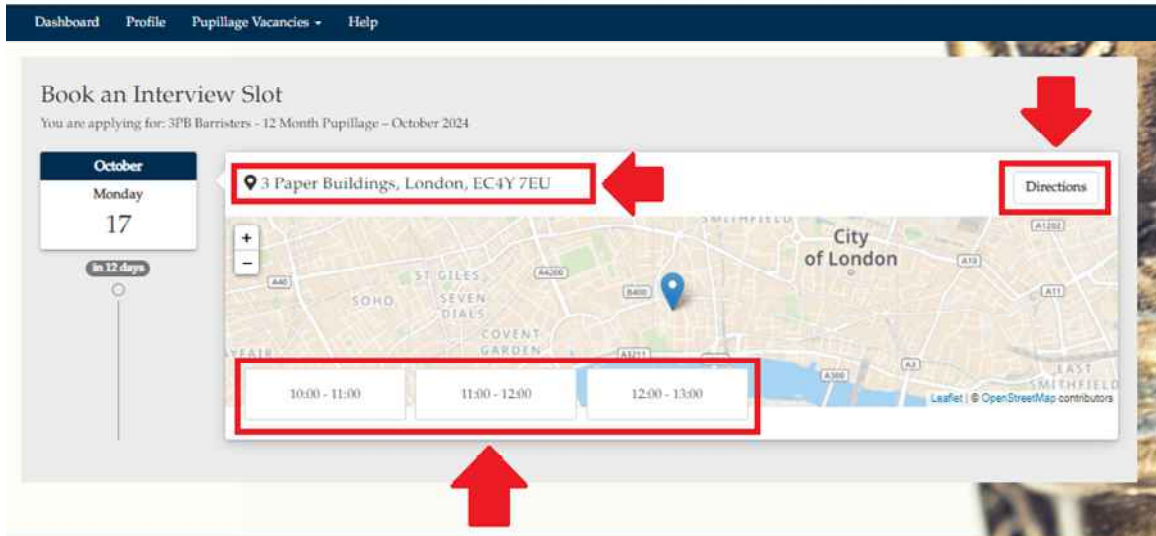 Dashboard Profile Pupillage Vacancies Help
Book an Interview Slot
You are applying for: 3PB Barristers - 12 Month Pupillage – October 2024
October
Monday
17
in 12 days
3 Paper Buildings, London, EC4Y 7EU
Directions
+
−
SMITHFIELD
City
of London
A1202
A10
A40
ST GILES
A4200
B400
A11
SOHO
SEVEN
DIALS
COVENT
GARDEN
A3211
A3
A300
EAST
SMITHFIELD
10:00 - 11:00
11:00 - 12:00
12:00 - 13:00
Leaflet | © OpenStreetMap contributors